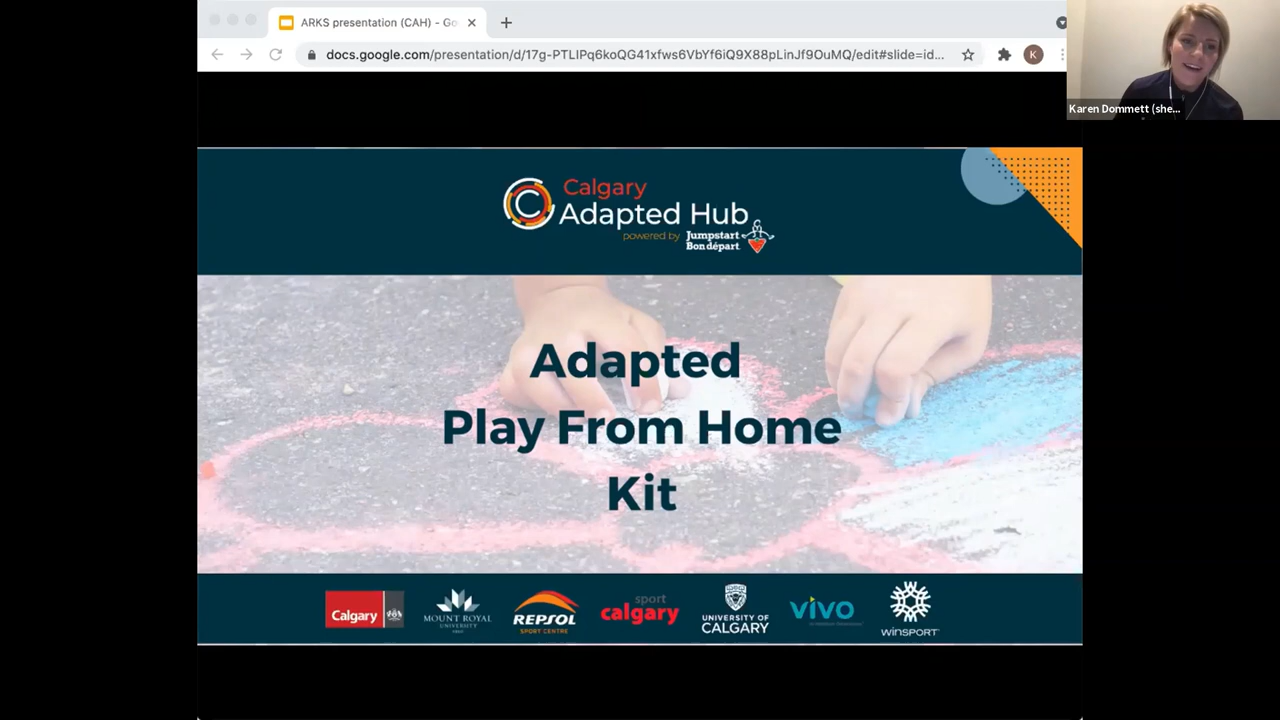 ARKS presentation (CAH) - Go
docs.google.com/presentation/d/17g-PTLIPq6koQG41xfws6VbYf6iQ9X88pLinJf9OuMQ/edit#slide=id...
K
Karen Dommett (she...
Calgary
Adapted Hub
powered by Jumpstart
Bon départ
Adapted
Play From Home
Kit
Calgary
MOUNT ROYAL
UNIVERSITY
REPSOL
SPORT CENTRE
sport
calgary
UNIVERSITY OF
CALGARY
vivo
WINSPORT